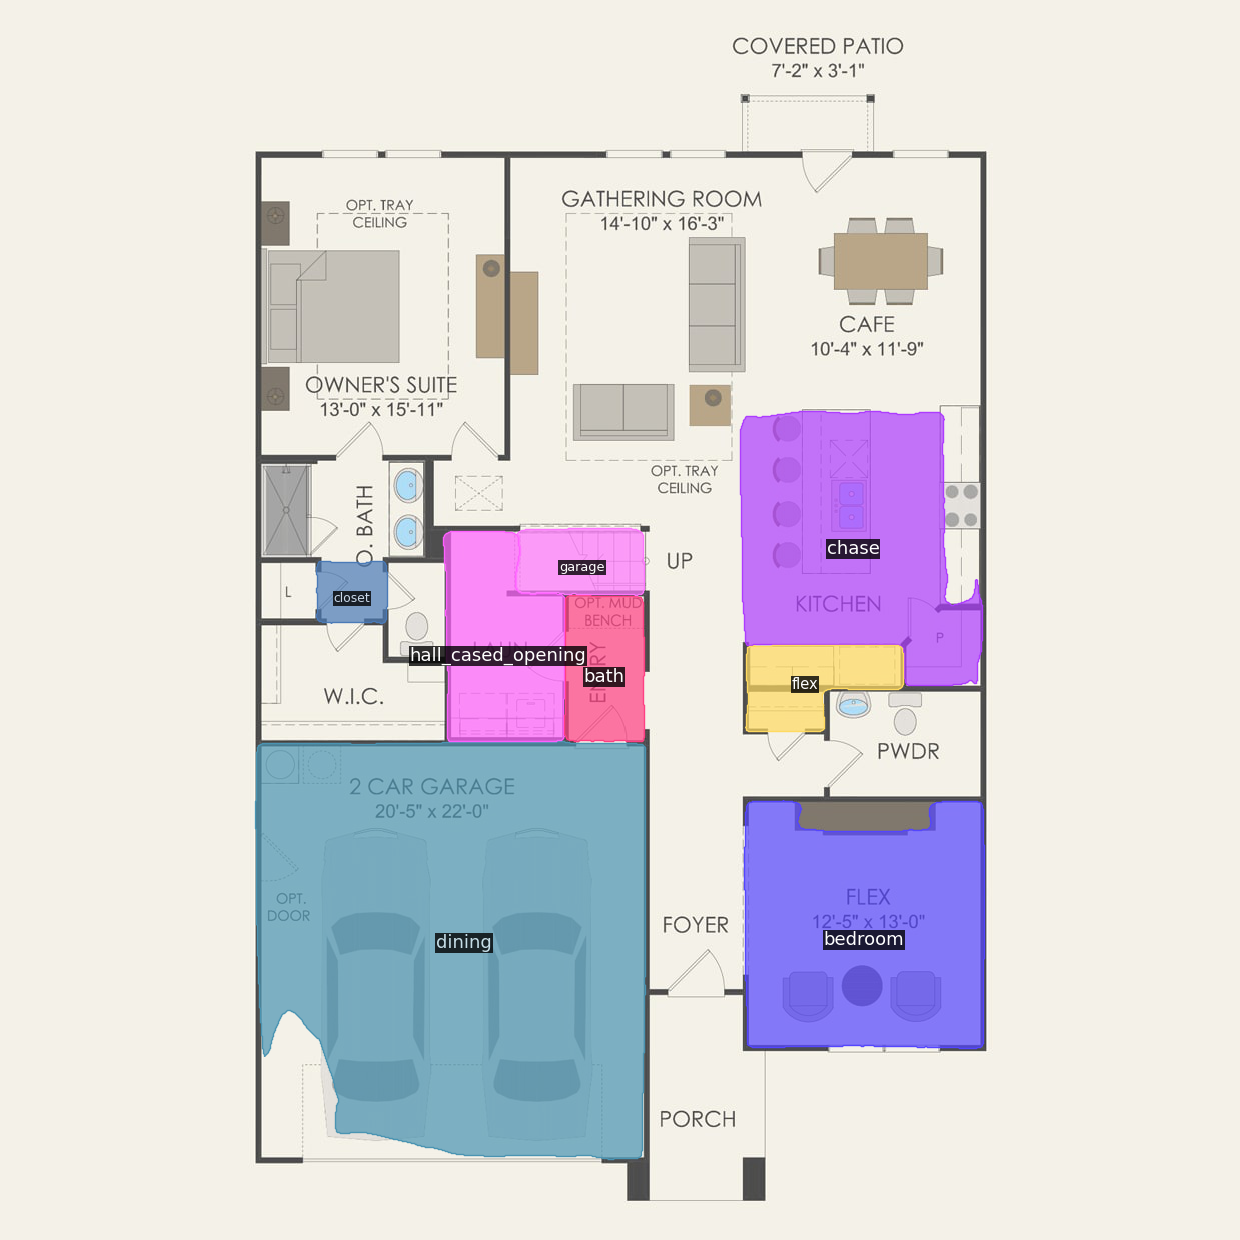 COVERED PATIO
7'-2" x 3'-1"
GATHERING ROOM
14'-10" x 16'-3"
OPT. TRAY
CEILING
CAFE
10'-4" x 11'-9"
OWNER'S SUITE
13'-0" x 15'-11"
OPT. TRAY
CEILING
O. BATH
UP
chase
garage
L
closet
KITCHEN
OPT. MUD
BENCH
P
hall_cased_opening
ENTRY
bath
flex
W.I.C.
PWDR
2 CAR GARAGE
20'-5" x 22'-0"
OPT.
DOOR
FLEX
12'-5" x 13'-0"
FOYER
dining
bedroom
PORCH